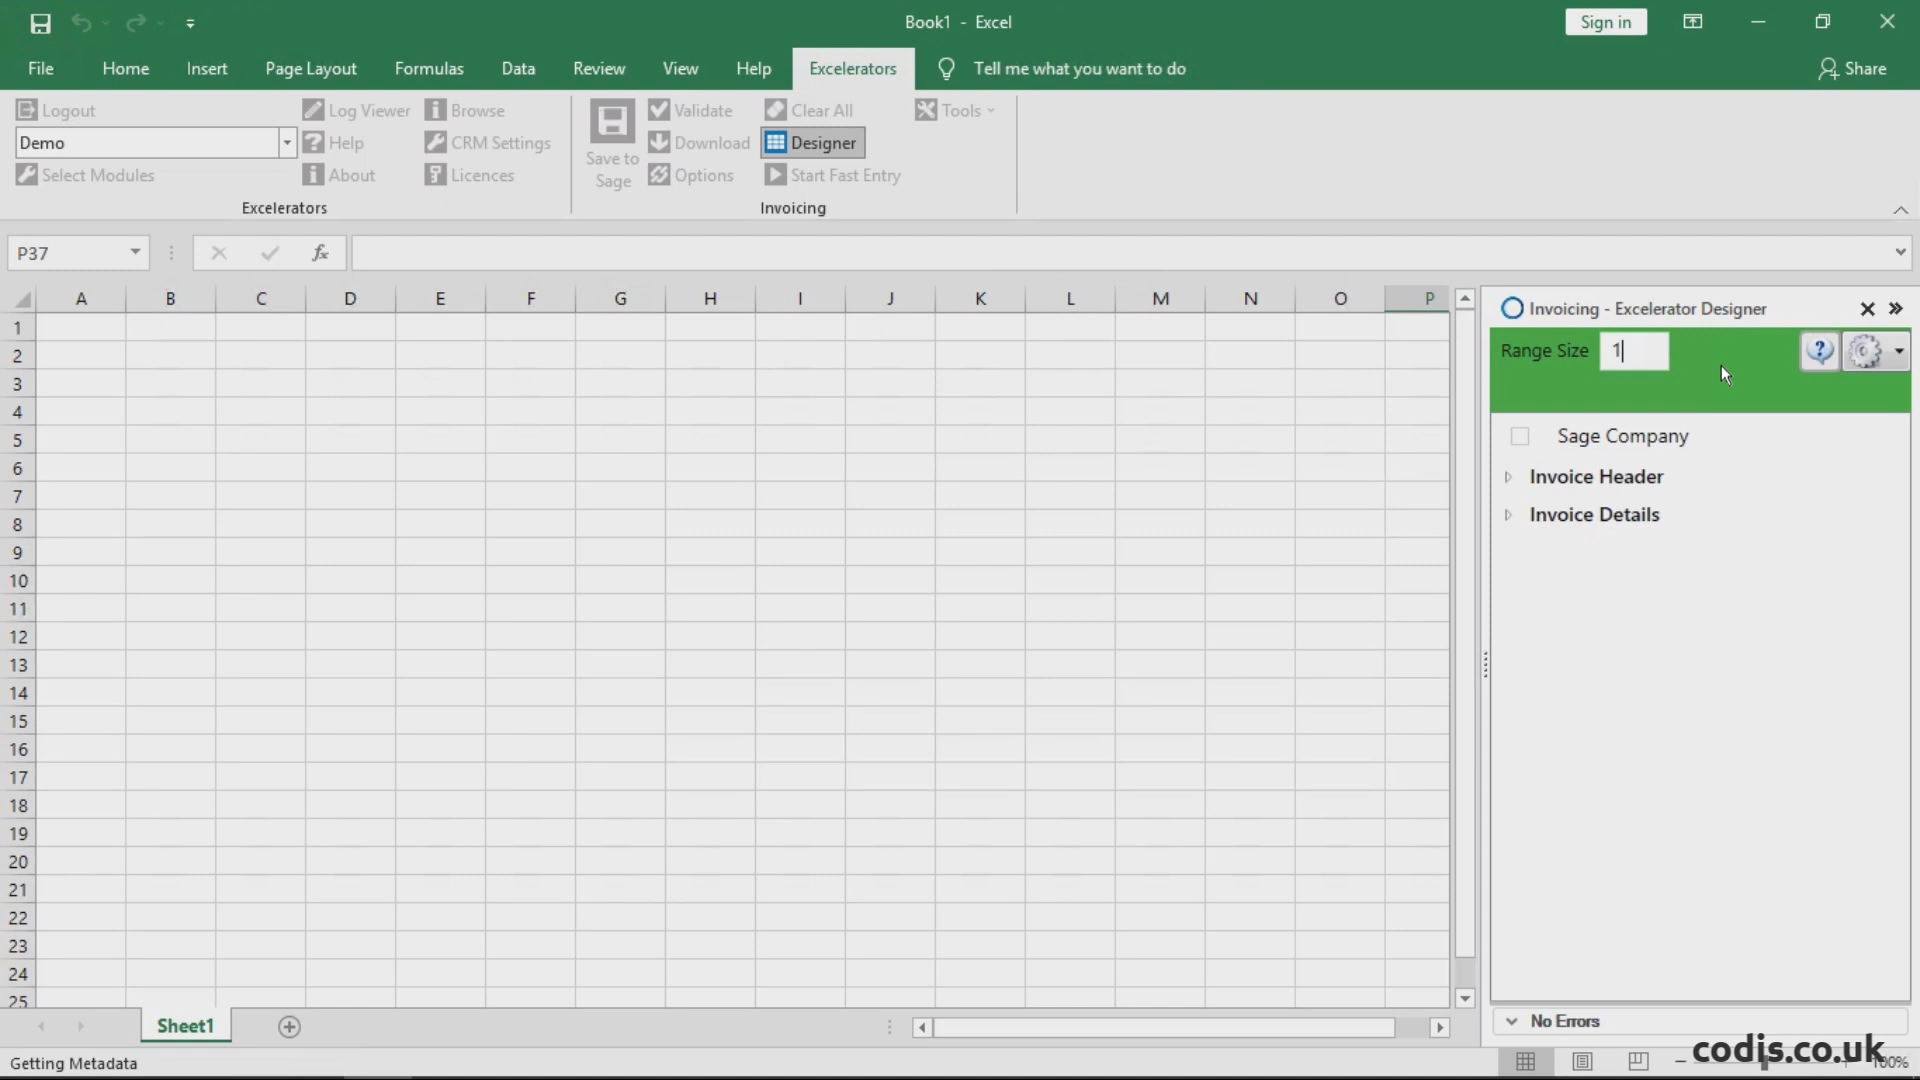 Book1 - Excel
Sign in
File Home Insert Page Layout Formulas Data Review View Help Excelerators Tell me what you want to do Share
Logout Log Viewer Browse Validate Clear All Tools
Demo Help CRM Settings Save to Sage Download Designer
Select Modules About Licences Options Start Fast Entry
Excelerators Invoicing
P37 fx
A B C D E F G H I J K L M N O P
1
2
3
4
5
6
7
8
9
10
11
12
13
14
15
16
17
18
19
20
21
22
23
24
25
Invoicing - Excelerator Designer
Range Size 1
Sage Company
Invoice Header
Invoice Details
No Errors
Sheet1
Getting Metadata
codis.co.uk
100%